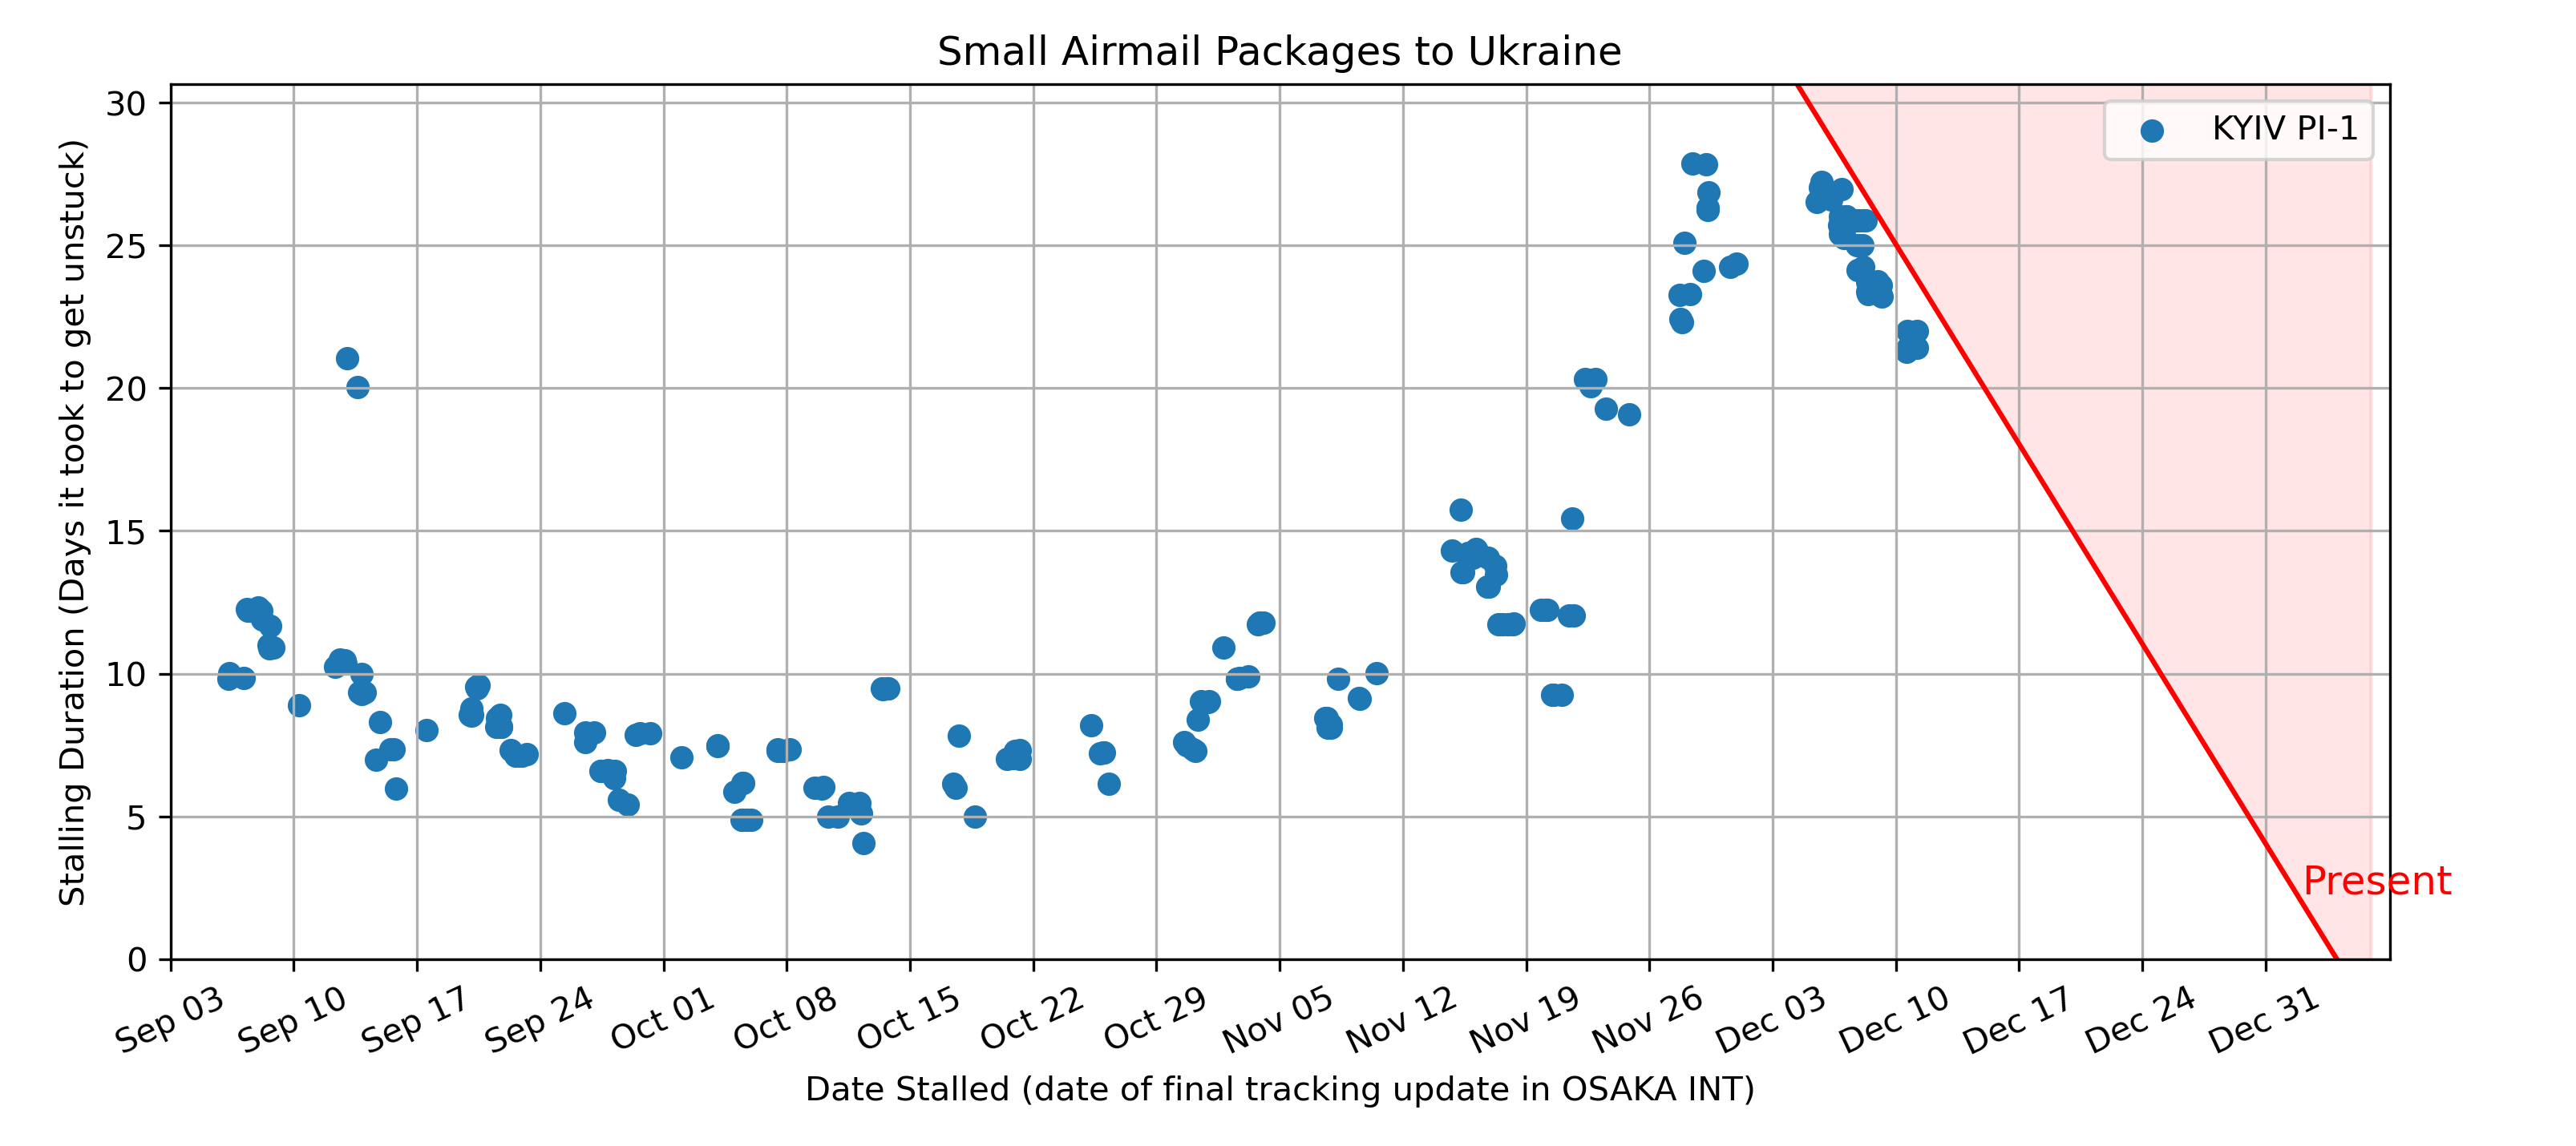 Small Airmail Packages to Ukraine
Stalling Duration (Days it took to get unstuck)
30
25
20
15
10
5
0
KYIV PI-1
Present
Sep 03
Sep 10
Sep 17
Sep 24
Oct 01
Oct 08
Oct 15
Oct 22
Oct 29
Nov 05
Nov 12
Nov 19
Nov 26
Dec 03
Dec 10
Dec 17
Dec 24
Dec 31
Date Stalled (date of final tracking update in OSAKA INT)